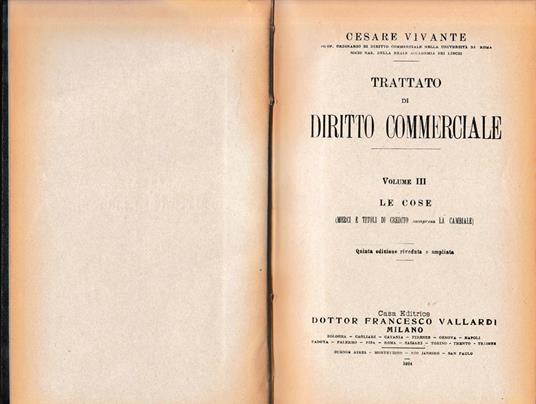 CESARE VIVANTE
PROF. ORDINARIO DI DIRITTO COMMERCIALE NELLA UNIVERSITÀ DI ROMA
SOCIO NAZ. DELLA REALE ACCADEMIA DEI LINCEI
TRATTATO
DI
DIRITTO COMMERCIALE
VOLUME III
LE COSE
(MERCI E TITOLI DI CREDITO compresa LA CAMBIALE)
Quinta edizione riveduta e ampliata
Casa Editrice
DOTTOR FRANCESCO VALLARDI
MILANO
BOLOGNA - CAGLIARI - CATANIA - FIRENZE - GENOVA - NAPOLI
PADOVA - PALERMO - PISA - ROMA - SASSARI - TORINO - TRENTO - TRIESTE
BUENOS AIRES - MONTEVIDEO - RIO JANEIRO - SAN PAULO
1924